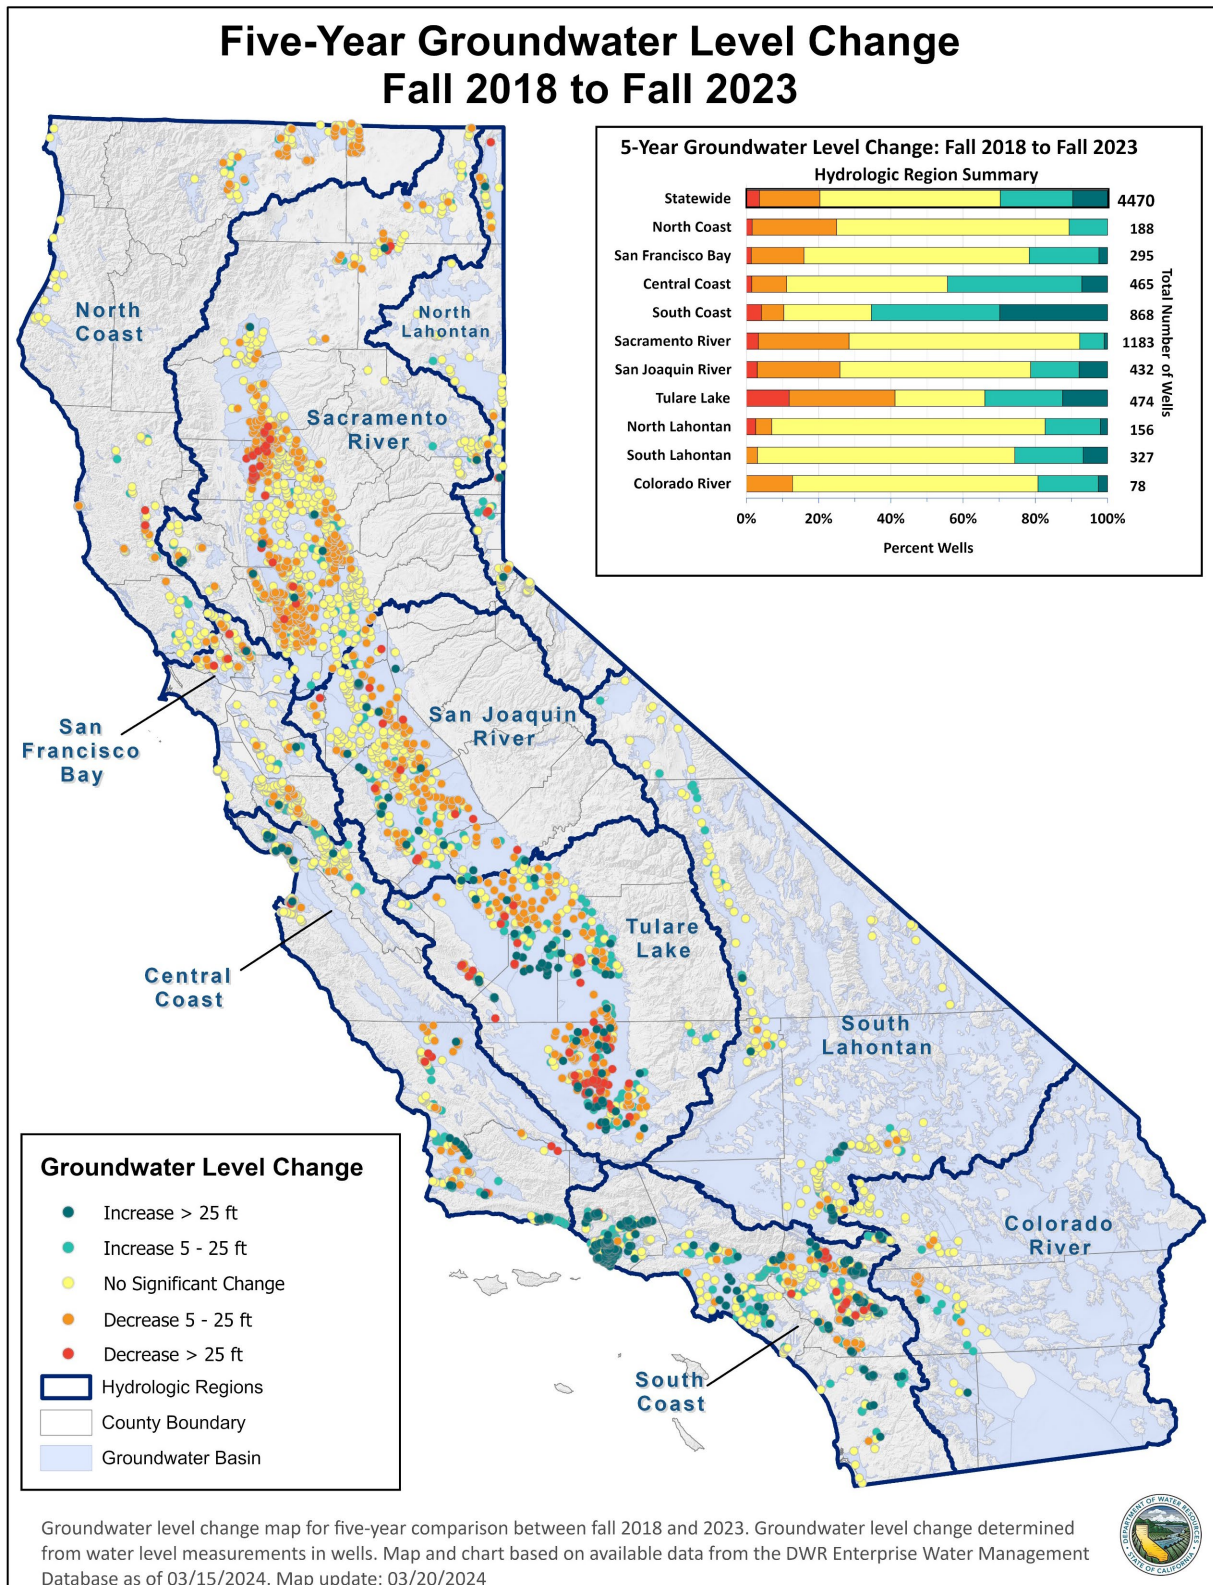 Five-Year Groundwater Level Change
Fall 2018 to Fall 2023
5-Year Groundwater Level Change: Fall 2018 to Fall 2023
Hydrologic Region Summary
Statewide 4470
North Coast 188
San Francisco Bay 295
Central Coast 465
South Coast 868
Sacramento River 1183
San Joaquin River 432
Tulare Lake 474
North Lahontan 156
South Lahontan 327
Colorado River 78
Total Number of Wells
0% 20% 40% 60% 80% 100%
Percent Wells
North
Coast
North
Lahontan
Sacramento
River
San
Francisco
Bay
San Joaquin
River
Tulare
Lake
Central
Coast
South
Lahontan
Colorado
River
South
Coast
Groundwater Level Change
Increase > 25 ft
Increase 5 - 25 ft
No Significant Change
Decrease 5 - 25 ft
Decrease > 25 ft
Hydrologic Regions
County Boundary
Groundwater Basin
Groundwater level change map for five-year comparison between fall 2018 and 2023. Groundwater level change determined
from water level measurements in wells. Map and chart based on available data from the DWR Enterprise Water Management
Database as of 03/15/2024. Map update: 03/20/2024
DEPARTMENT OF WATER RESOURCES
STATE OF CALIFORNIA